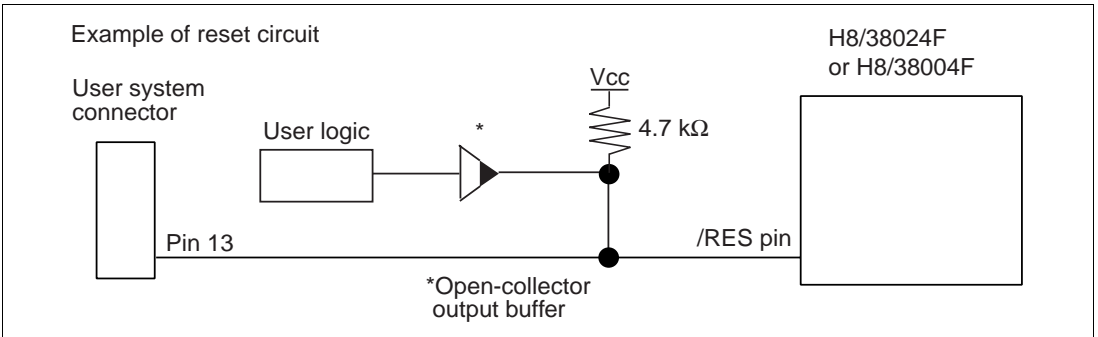 Example of reset circuit
H8/38024F
or H8/38004F
User system
connector
Vcc
User logic
*
4.7 kΩ
Pin 13
/RES pin
*Open-collector
output buffer